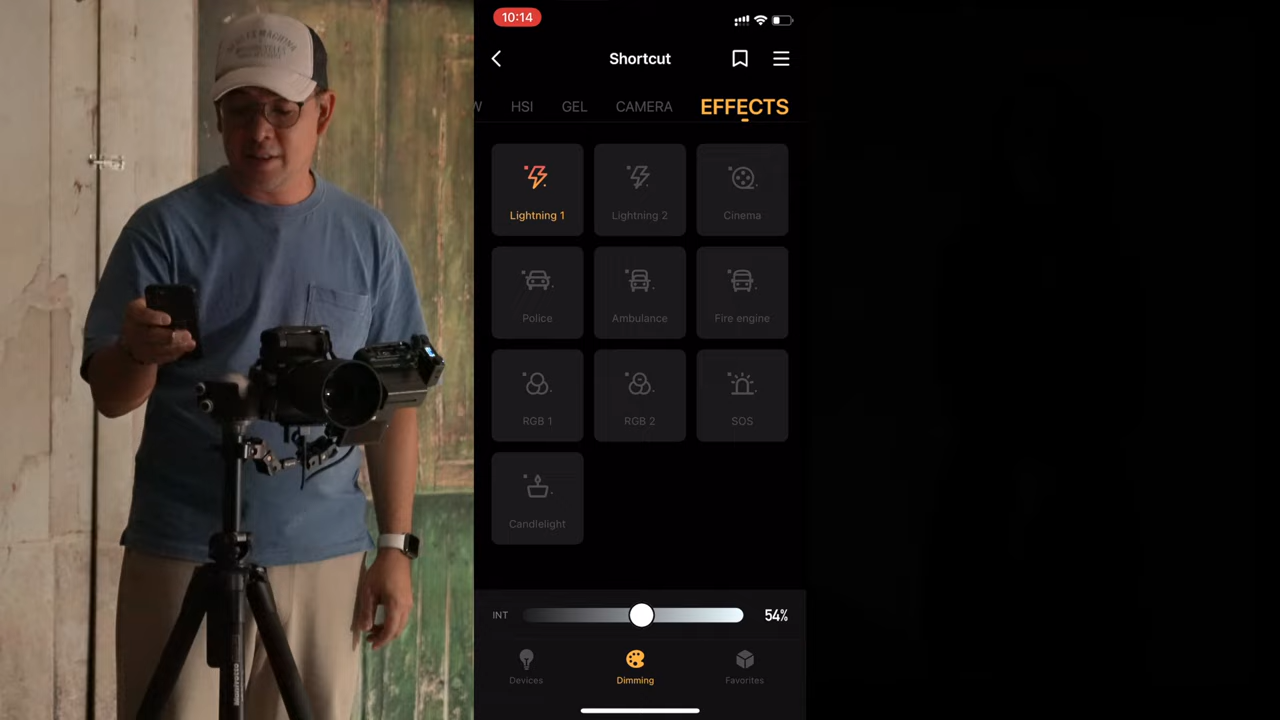 10:14
Shortcut
W HSI GEL CAMERA EFFECTS
Lightning 1 Lightning 2 Cinema
Police Ambulance Fire engine
RGB 1 RGB 2 SOS
Candlelight
INT 54%
Devices Dimming Favorites